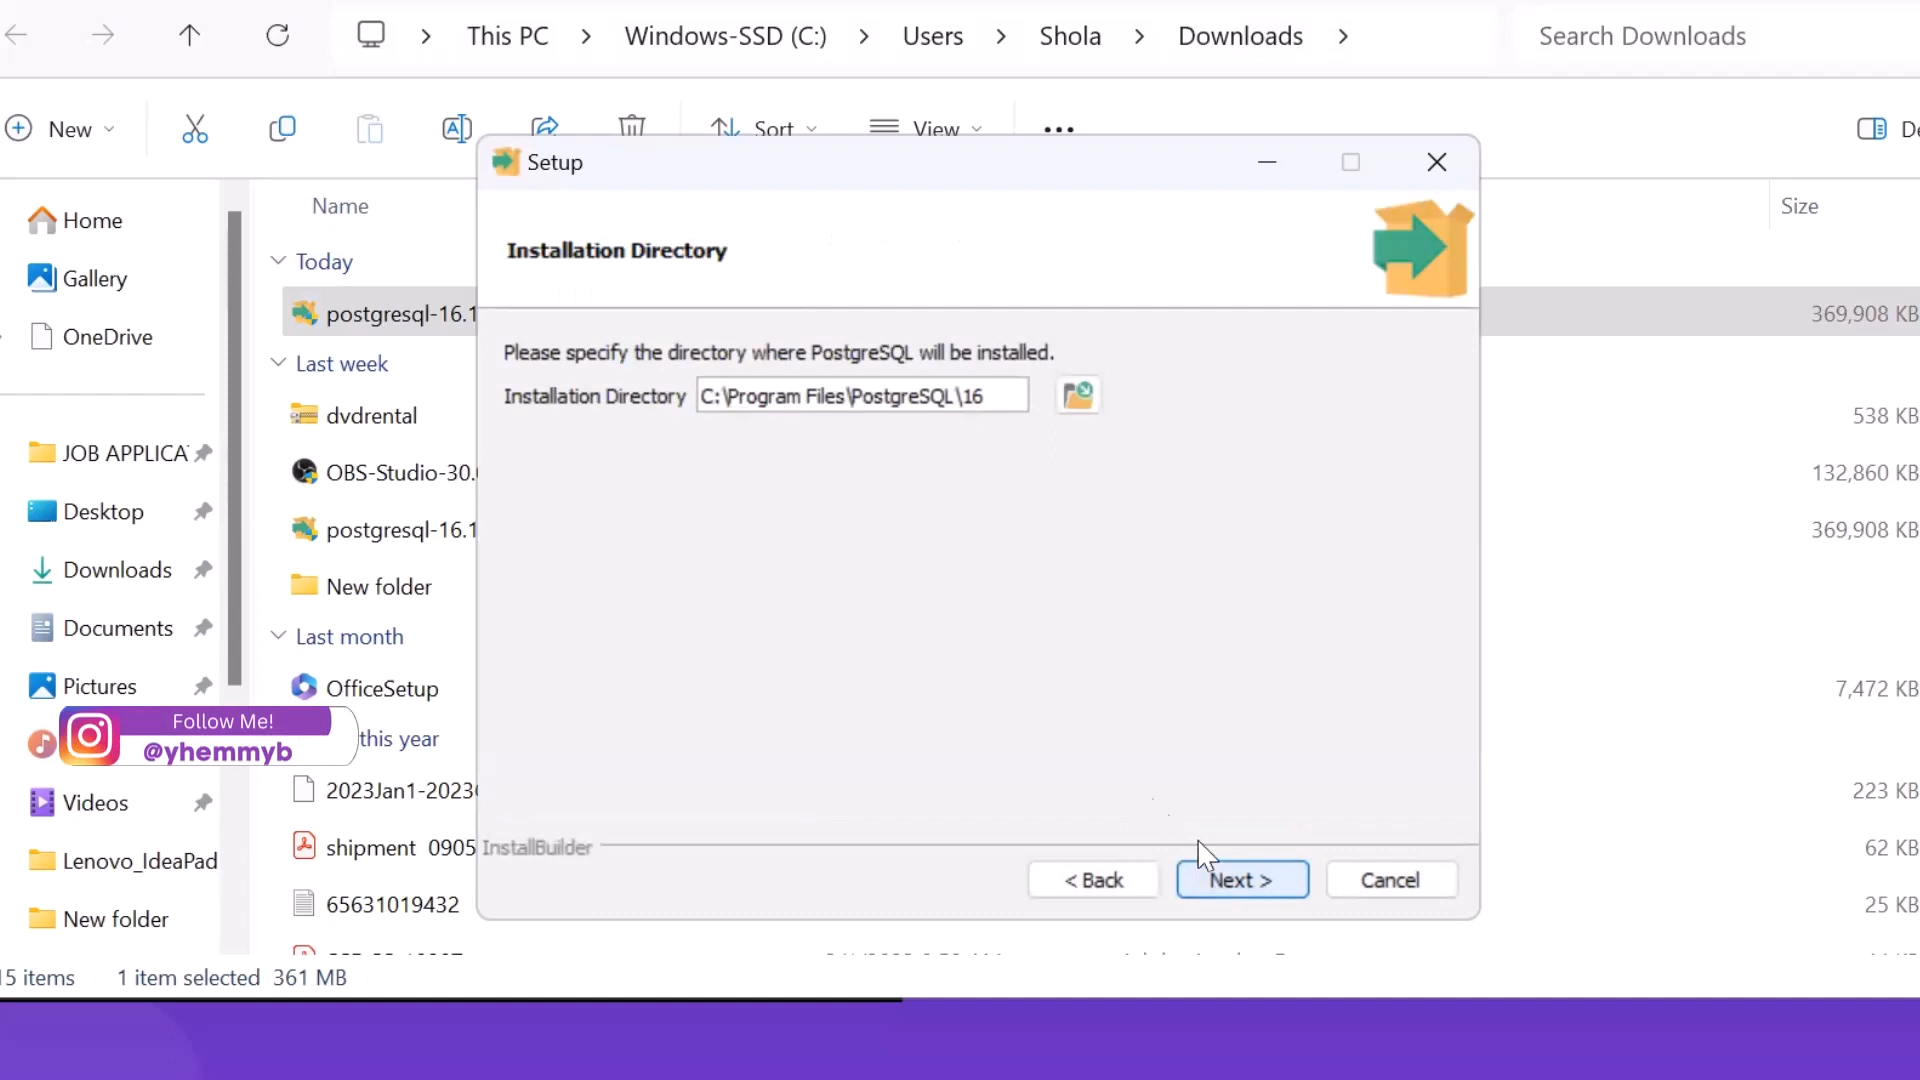 This PC > Windows-SSD (C:) > Users > Shola > Downloads >
Search Downloads
New
Sort
View
Setup
Name
Size
Installation Directory
Home
Gallery
OneDrive
JOB APPLICA
Desktop
Downloads
Documents
Pictures
Videos
Lenovo_IdeaPad
New folder
Today
postgresql-16.1
369,908 KB
Last week
dvdrental
538 KB
OBS-Studio-30.
132,860 KB
postgresql-16.1
369,908 KB
New folder
Last month
OfficeSetup
7,472 KB
this year
2023Jan1-2023
223 KB
shipment 0905
62 KB
65631019432
25 KB
Please specify the directory where PostgreSQL will be installed.
Installation Directory C:\Program Files\PostgreSQL\16
InstallBuilder
< Back
Next >
Cancel
Follow Me!
@yhemmyb
15 items 1 item selected 361 MB